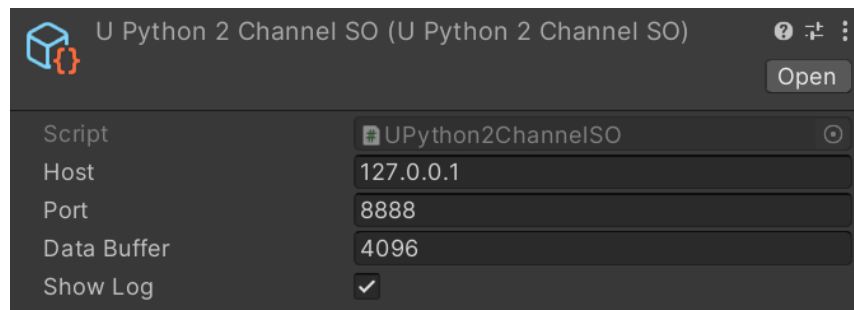 U Python 2 Channel SO (U Python 2 Channel SO)
Open
Script UPython2ChannelSO
Host 127.0.0.1
Port 8888
Data Buffer 4096
Show Log